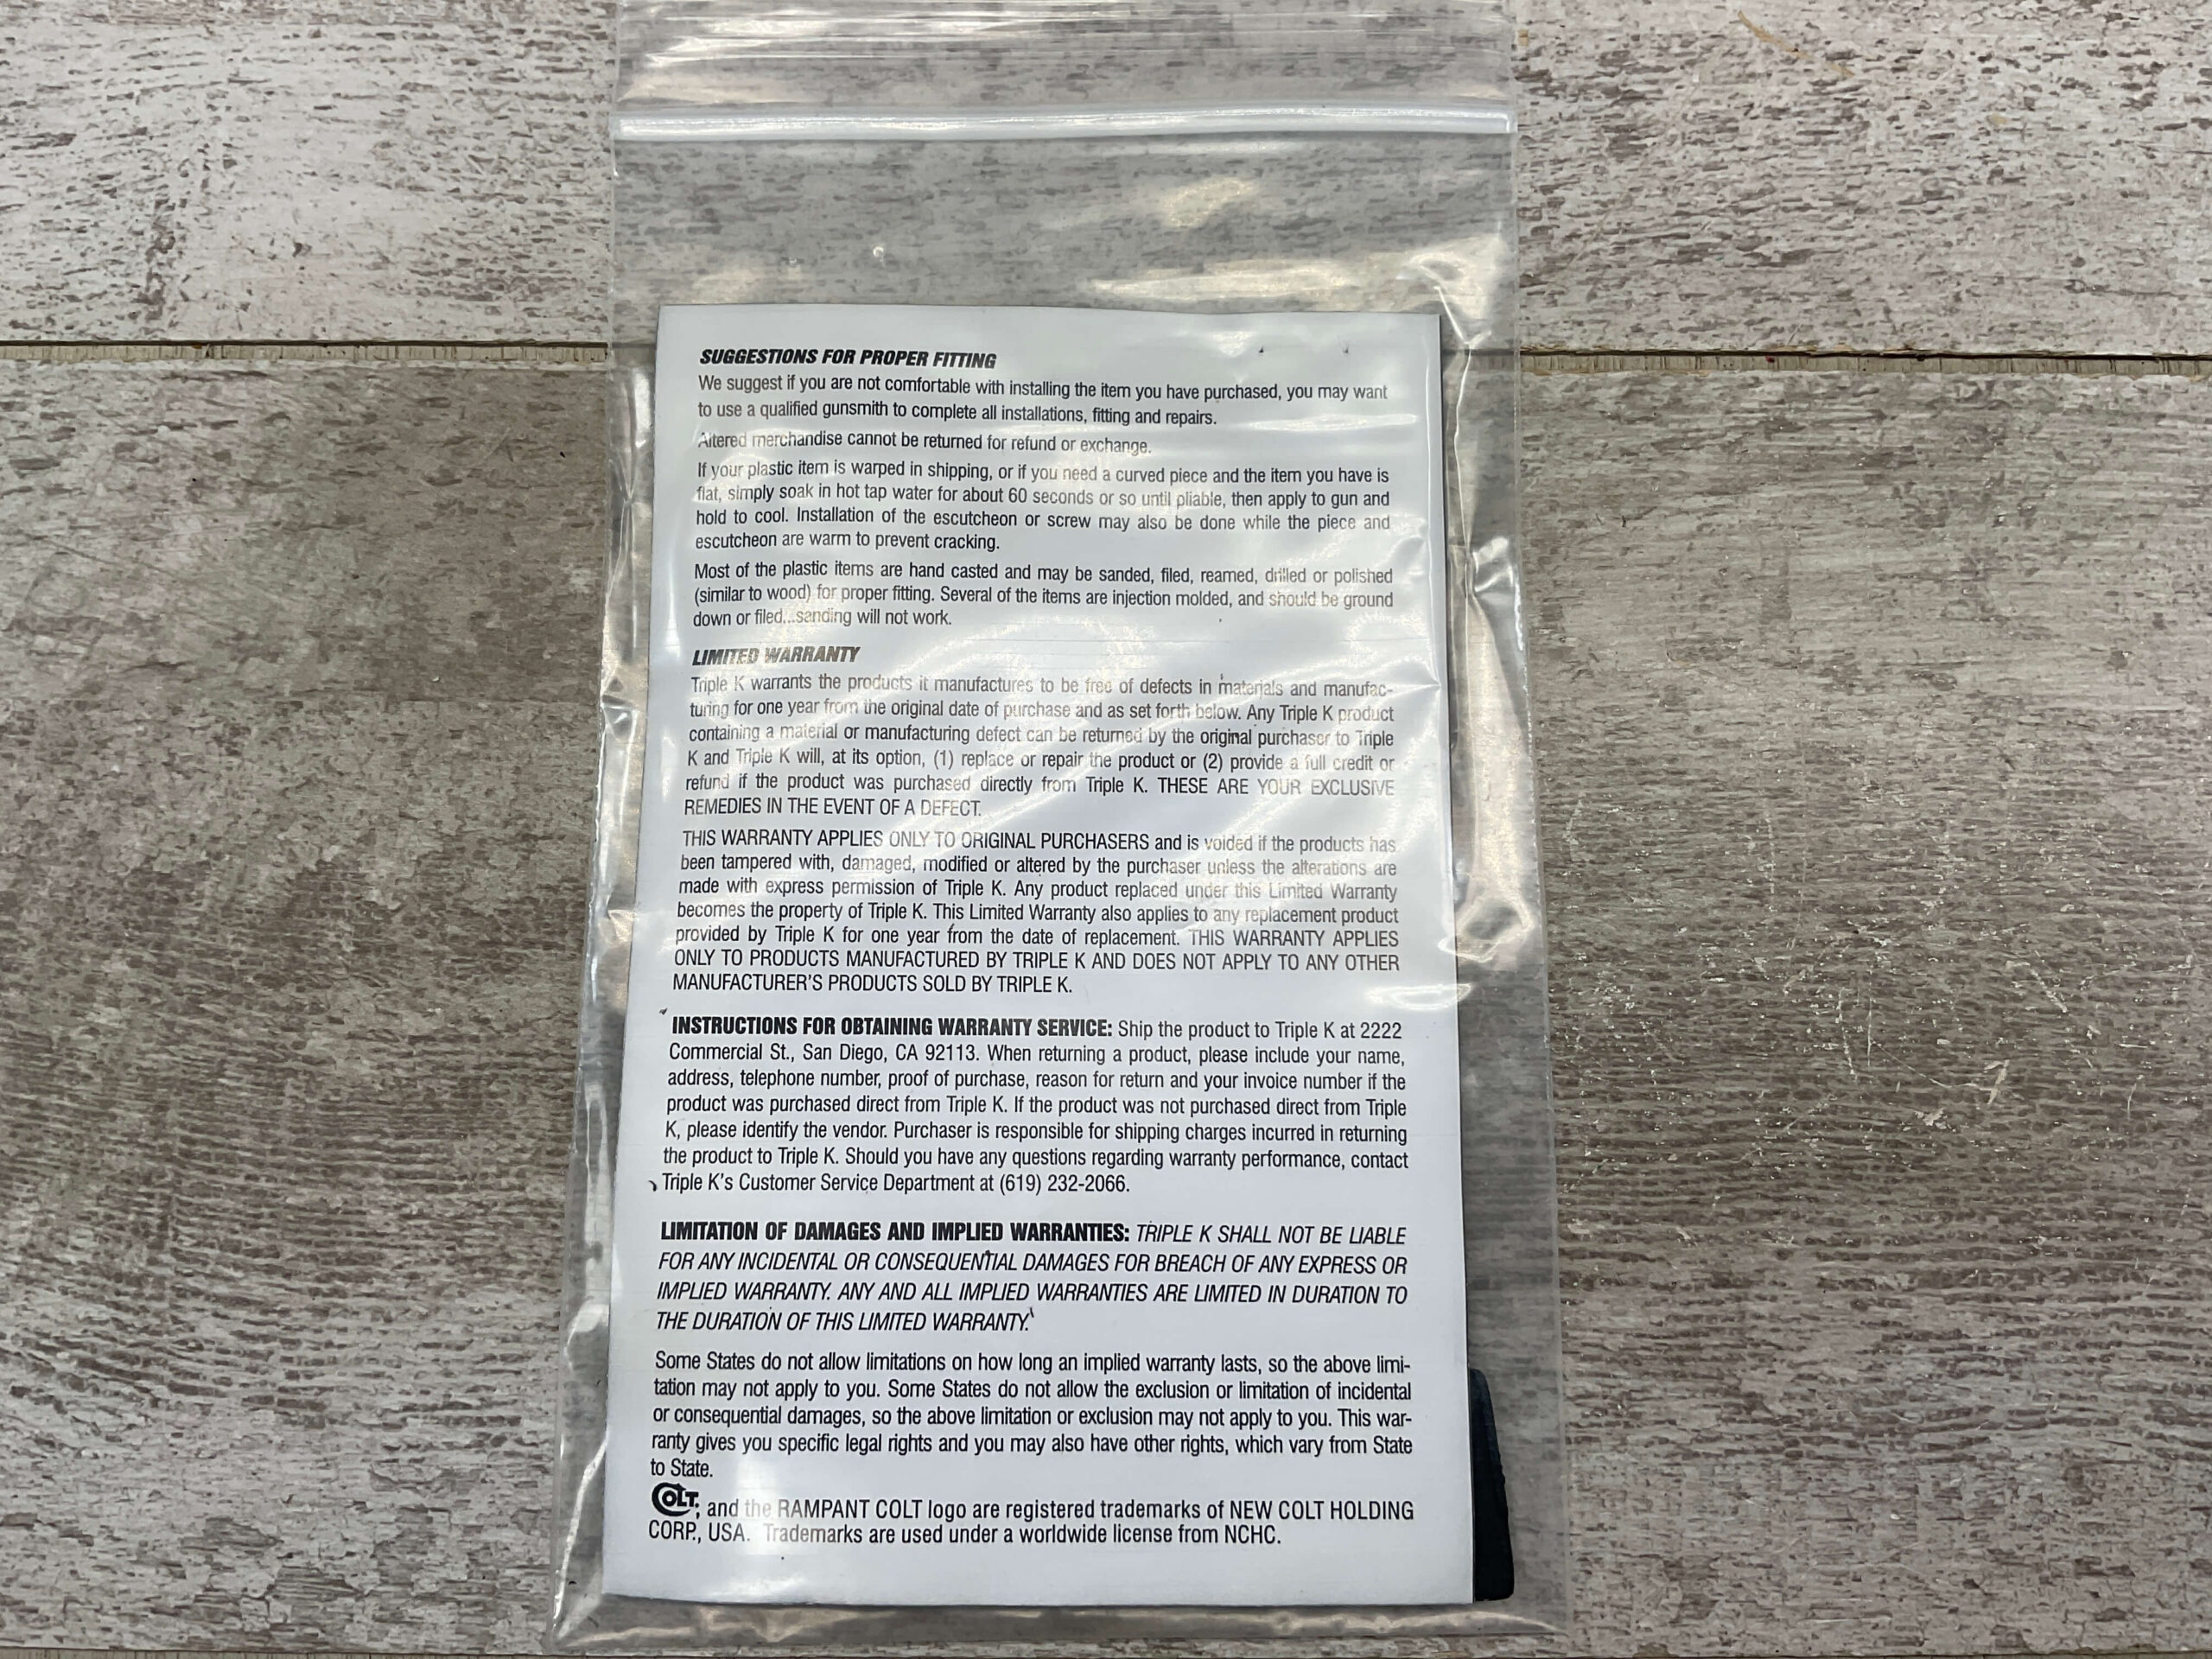 SUGGESTIONS FOR PROPER FITTING
We suggest if you are not comfortable with installing the item you have purchased, you may want
to use a qualified gunsmith to complete all installations, fitting and repairs.
Altered merchandise cannot be returned for refund or exchange.
If your plastic item is warped in shipping, or if you need a curved piece and the item you have is
flat, simply soak in hot tap water for about 60 seconds or so until pliable, then apply to gun and
hold to cool. Installation of the escutcheon or screw may also be done while the piece and
escutcheon are warm to prevent cracking.
Most of the plastic items are hand casted and may be sanded, filed, reamed, drilled or polished
(similar to wood) for proper fitting. Several of the items are injection molded, and should be ground
down or filed...sanding will not work.
LIMITED WARRANTY
Triple K warrants the products it manufactures to be free of defects in materials and manufac-
turing for one year from the original date of purchase and as set forth below. Any Triple K product
containing a material or manufacturing defect can be returned by the original purchaser to Triple
K and Triple K will, at its option, (1) replace or repair the product or (2) provide a full credit or
refund if the product was purchased directly from Triple K. THESE ARE YOUR EXCLUSIVE
REMEDIES IN THE EVENT OF A DEFECT.
THIS WARRANTY APPLIES ONLY TO ORIGINAL PURCHASERS and is voided if the products has
been tampered with, damaged, modified or altered by the purchaser unless the alterations are
made with express permission of Triple K. Any product replaced under this Limited Warranty
becomes the property of Triple K. This Limited Warranty also applies to any replacement product
provided by Triple K for one year from the date of replacement. THIS WARRANTY APPLIES
ONLY TO PRODUCTS MANUFACTURED BY TRIPLE K AND DOES NOT APPLY TO ANY OTHER
MANUFACTURER'S PRODUCTS SOLD BY TRIPLE K.
INSTRUCTIONS FOR OBTAINING WARRANTY SERVICE: Ship the product to Triple K at 2222
Commercial St., San Diego, CA 92113. When returning a product, please include your name,
address, telephone number, proof of purchase, reason for return and your invoice number if the
product was purchased direct from Triple K. If the product was not purchased direct from Triple
K, please identify the vendor. Purchaser is responsible for shipping charges incurred in returning
the product to Triple K. Should you have any questions regarding warranty performance, contact
Triple K's Customer Service Department at (619) 232-2066.
LIMITATION OF DAMAGES AND IMPLIED WARRANTIES: TRIPLE K SHALL NOT BE LIABLE
FOR ANY INCIDENTAL OR CONSEQUENTIAL DAMAGES FOR BREACH OF ANY EXPRESS OR
IMPLIED WARRANTY. ANY AND ALL IMPLIED WARRANTIES ARE LIMITED IN DURATION TO
THE DURATION OF THIS LIMITED WARRANTY.
Some States do not allow limitations on how long an implied warranty lasts, so the above limi-
tation may not apply to you. Some States do not allow the exclusion or limitation of incidental
or consequential damages, so the above limitation or exclusion may not apply to you. This war-
ranty gives you specific legal rights and you may also have other rights, which vary from State
to State.
COLT; and the RAMPANT COLT logo are registered trademarks of NEW COLT HOLDING
CORP., USA. Trademarks are used under a worldwide license from NCHC.